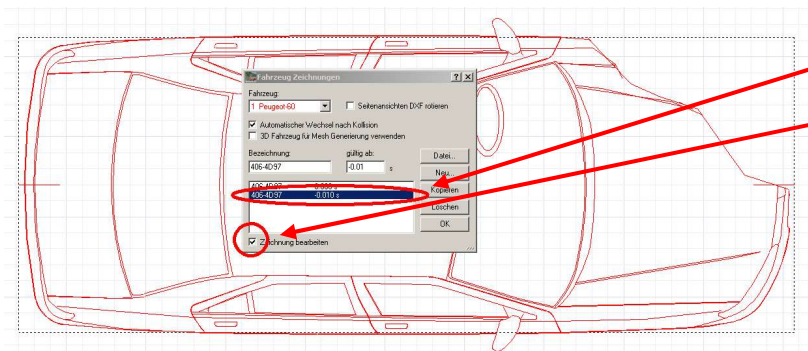 Fahrzeug Zeichnungen
Fahrzeug:
1 Peugeot-60
Seitenansichten DXF rotieren
Automatischer Wechsel nach Kollision
3D Fahrzeug für Mesh Generierung verwenden
Bezeichnung:
gültig ab:
Datei...
406-4D97
-0.01
s
Neu...
406-4D97
s
Kopieren
406-4D97
-0.010 s
Löschen
OK
Zeichnung bearbeiten